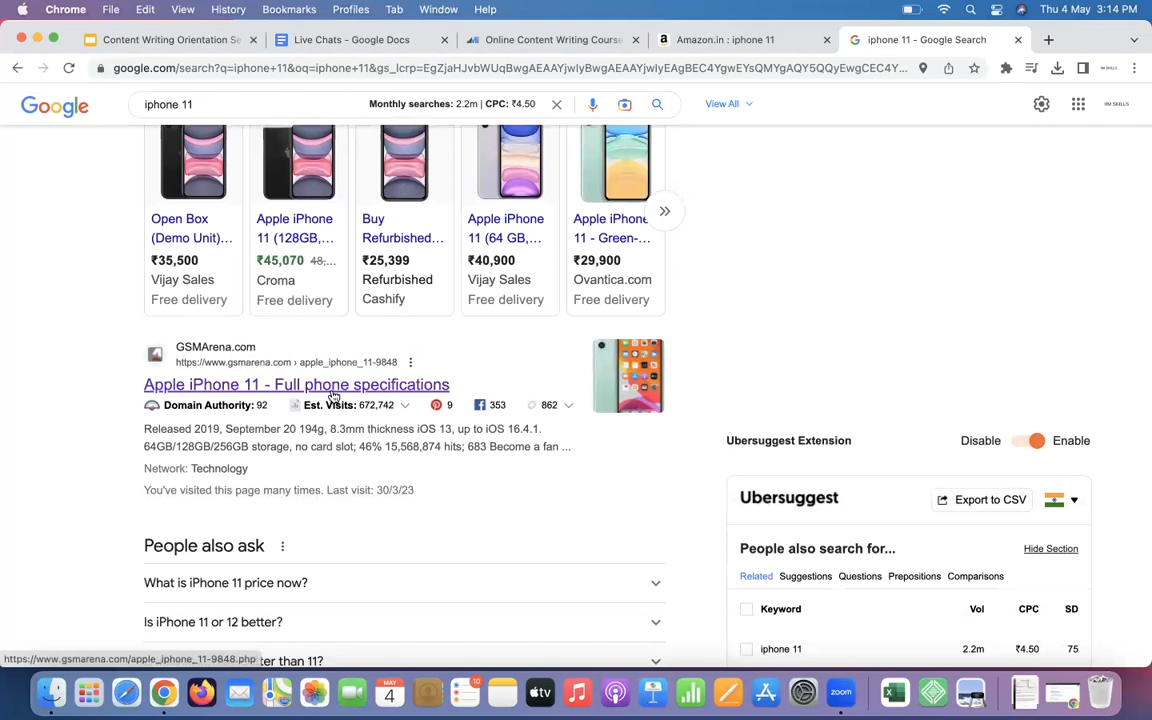 Chrome File Edit View History Bookmarks Profiles Tab Window Help Thu 4 May 3:14 PM
Content Writing Orientation Se
Live Chats - Google Docs
Online Content Writing Course
Amazon.in : iphone 11
iphone 11 - Google Search
google.com/search?q=iphone+11&oq=iphone+11&gs_lcrp=EgZjaHJvbWUqBwgAEAAYjwIyBwgAEAAYjwIyEAgBEC4YgwEYsQMYgAQY5QQyEwgCEC4Y...
Google
iphone 11
Monthly searches: 2.2m | CPC: ₹4.50
View All
IIM SKILLS
Open Box
(Demo Unit)...
₹35,500
Vijay Sales
Free delivery
Apple iPhone
11 (128GB,...
₹45,070 48,...
Croma
Free delivery
Buy
Refurbished...
₹25,399
Refurbished
Cashify
Apple iPhone
11 (64 GB,...
₹40,900
Vijay Sales
Free delivery
Apple iPhone
11 - Green-...
₹29,900
Ovantica.com
Free delivery
GSMArena.com
https://www.gsmarena.com › apple_iphone_11-9848
Apple iPhone 11 - Full phone specifications
Domain Authority: 92 Est. Visits: 672,742 9 353 862
Released 2019, September 20 194g, 8.3mm thickness iOS 13, up to iOS 16.4.1.
64GB/128GB/256GB storage, no card slot; 46% 15,568,874 hits; 683 Become a fan ...
Network: Technology
You've visited this page many times. Last visit: 30/3/23
People also ask
What is iPhone 11 price now?
Is iPhone 11 or 12 better?
ter than 11?
https://www.gsmarena.com/apple_iphone_11-9848.php
Ubersuggest Extension Disable Enable
Ubersuggest
Export to CSV
People also search for...
Hide Section
Related Suggestions Questions Prepositions Comparisons
Keyword Vol CPC SD
iphone 11 2.2m ₹4.50 75
10
MAY
4
tv
zoom